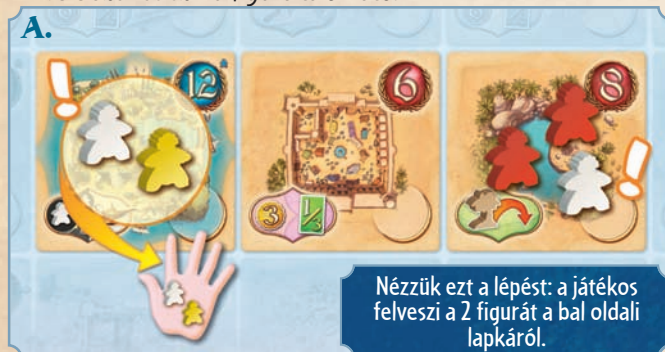 A.
12
6
8
3
1/3
Nézzük ezt a lépést: a játékos
felveszi a 2 figurát a bal oldali
lapkáról.